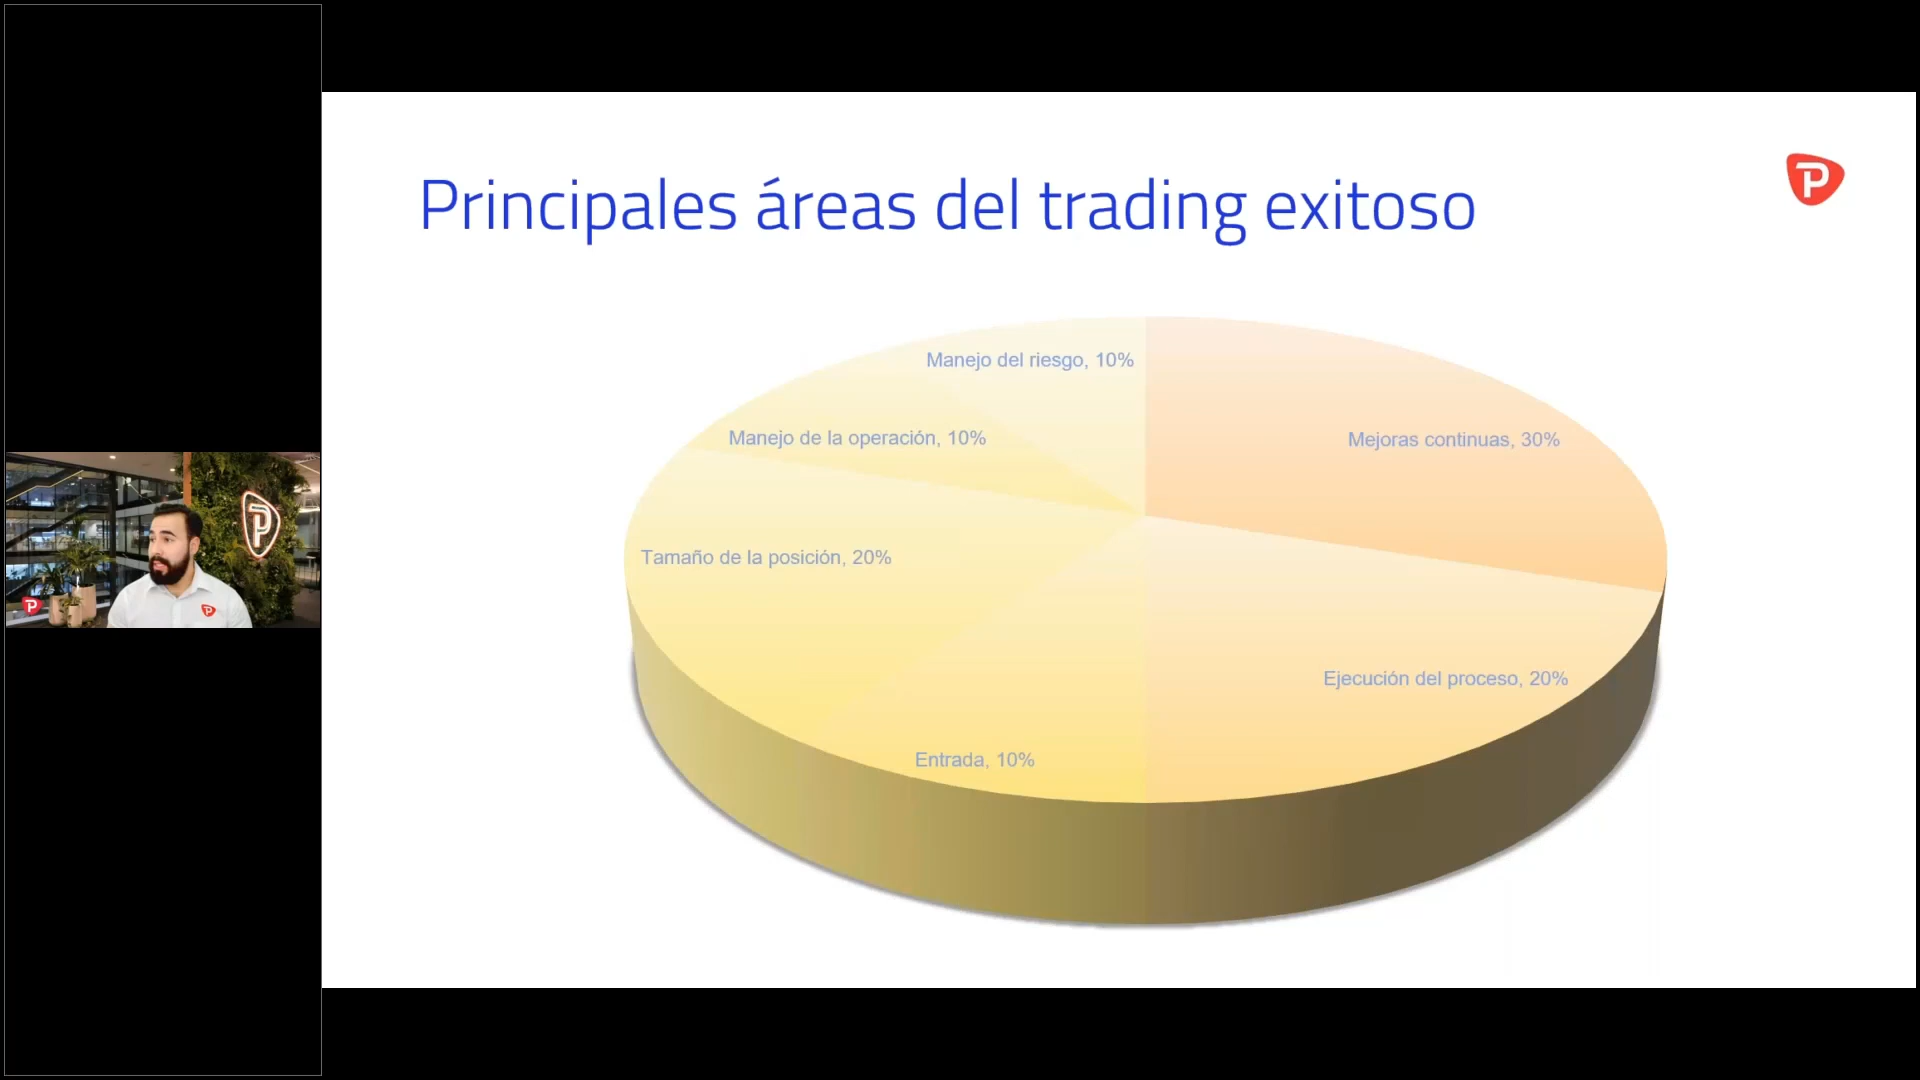 Principales áreas del trading exitoso
Manejo del riesgo, 10%
Manejo de la operación, 10%
Mejoras continuas, 30%
Tamaño de la posición, 20%
Ejecución del proceso, 20%
Entrada, 10%